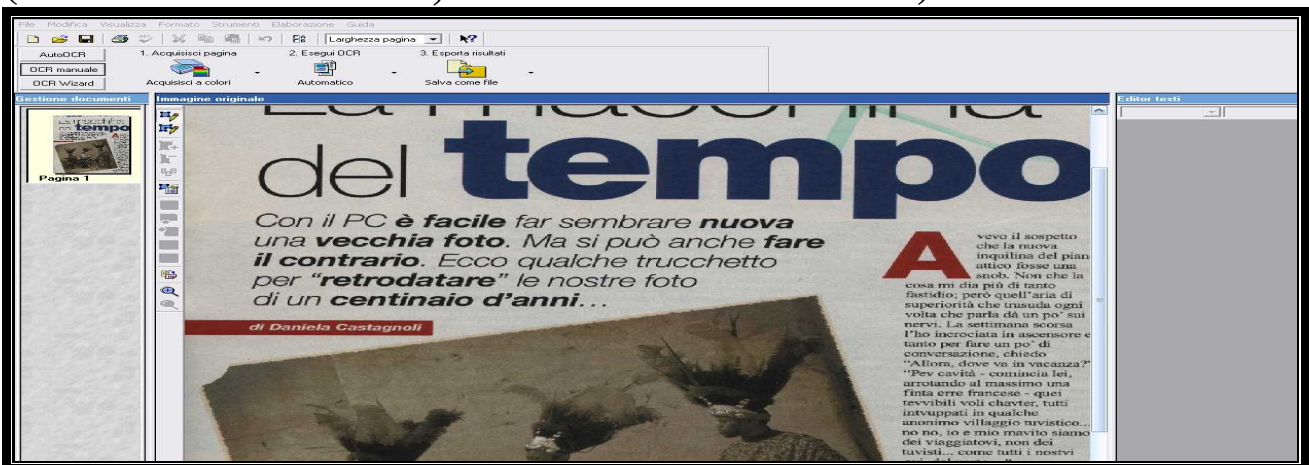 File Modifica Visualizza Formato Strumenti Elaborazione Guida
Larghezza pagina
AutoOCR
OCR manuale
OCR Wizard
1. Acquisisci pagina
2. Esegui OCR
3. Esporta risultati
Acquisisci a colori
Automatico
Salva come file
Gestione documenti
Immagine originale
Editor testi
Pagina 1
del tempo
Con il PC è facile far sembrare nuova
una vecchia foto. Ma si può anche fare
il contrario. Ecco qualche trucchetto
per “retrodatare” le nostre foto
di un centinaio d’anni...
di Daniela Castagnoli
Avevo il sospetto
che la nuova
inquilina del pian
attico fosse una
snob. Non che la
cosa mi dia più di tanto
fastidio; però quell’aria di
superiorità che trasuda ogni
volta che parla dà un po’ sui
nervi. La settimana scorsa
l’ho incrociata in ascensore e
tanto per fare un po’ di
conversazione, chiedo
“Allora, dove va in vacanza?”
“Pev cavità - comincia lei,
arrotando al massimo una
finta erre francese - quei
tevvibili voli chavter, tutti
intvuppati in qualche
anonimo villaggio tuvistico...
no no, io e mio mavito siamo
dei viaggiatovi, non dei
tuvisti... come tutti i nostvi